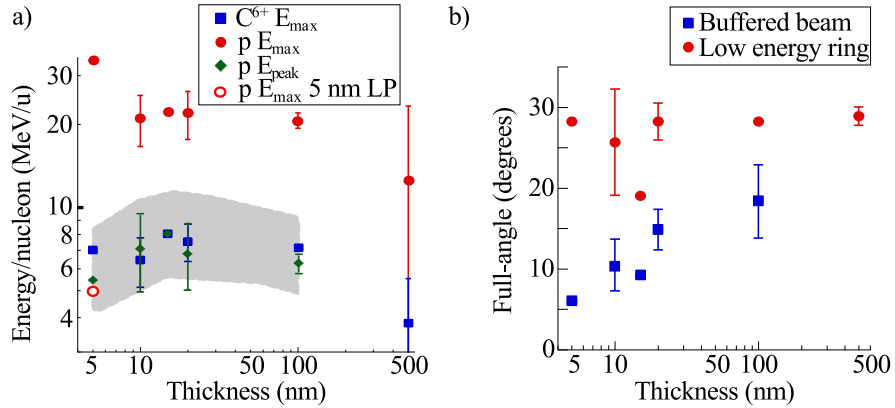 a)
C⁶⁺ Eₘₐₓ
p Eₘₐₓ
p Eₚₑₐₖ
p Eₘₐₓ 5 nm LP
Energy/nucleon (MeV/u)
30
20
10
8
6
4
5 10 100 500
Thickness (nm)
b)
Buffered beam
Low energy ring
Full-angle (degrees)
30
20
10
0
5 10 100 500
Thickness (nm)